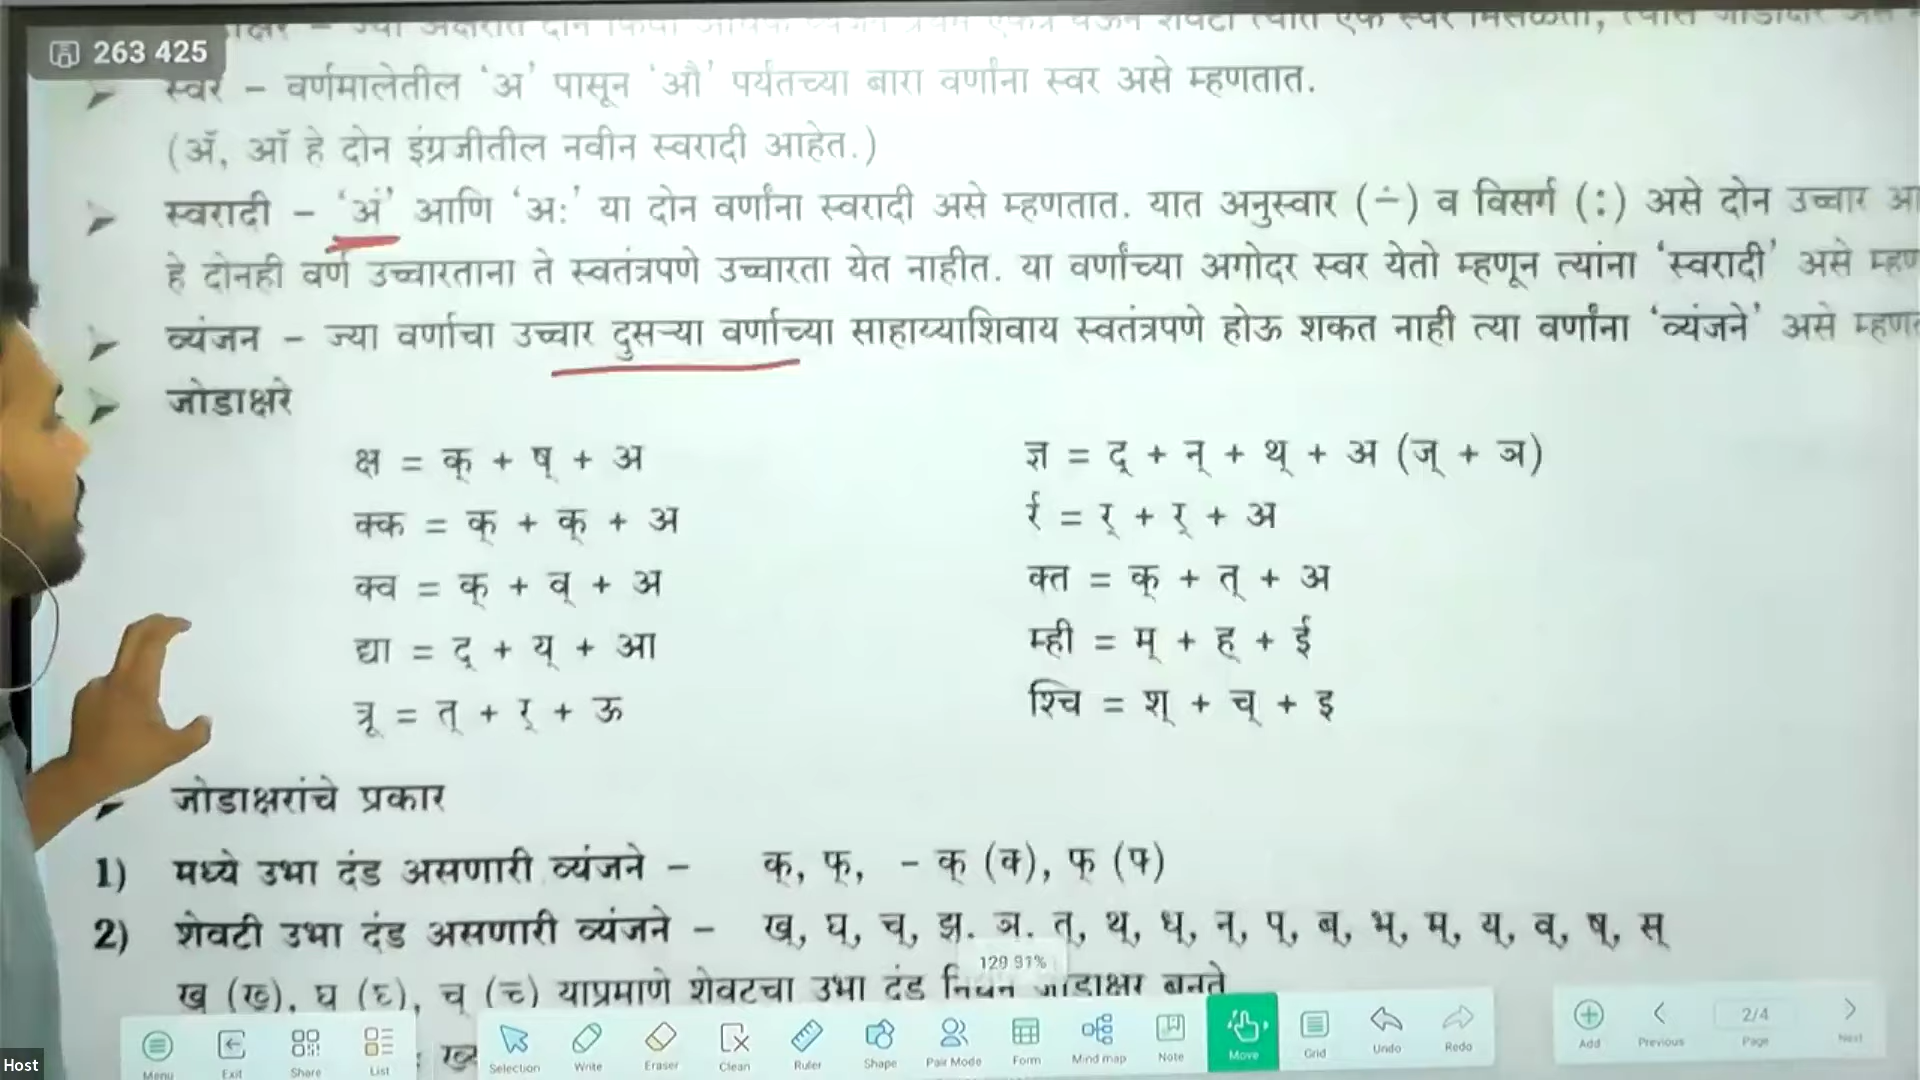 263 425
स्वर – वर्णमालेतील ‘अ’ पासून ‘औ’ पर्यंतच्या बारा वर्णांना स्वर असे म्हणतात.
(ॲ, ऑ हे दोन इंग्रजीतील नवीन स्वरादी आहेत.)
स्वरादी – ‘अं’ आणि ‘अः’ या दोन वर्णांना स्वरादी असे म्हणतात. यात अनुस्वार (∸) व विसर्ग (:) असे दोन उच्चार
हे दोनही वर्ण उच्चारताना ते स्वतंत्रपणे उच्चारता येत नाहीत. या वर्णांच्या अगोदर स्वर येतो म्हणून त्यांना ‘स्वरादी’ असे
व्यंजन – ज्या वर्णाचा उच्चार दुसऱ्या वर्णाच्या साहाय्याशिवाय स्वतंत्रपणे होऊ शकत नाही त्या वर्णांना ‘व्यंजने’ असे
जोडाक्षरे
क्ष = क् + ष् + अ ज्ञ = द् + न् + थ् + अ (ज् + ञ)
क्क = क् + क् + अ र्र = र् + र् + अ
क्व = क् + व् + अ क्त = क् + त् + अ
द्या = द् + य् + आ म्ही = म् + ह् + ई
त्रू = त् + र् + ऊ श्चि = श् + च् + इ
जोडाक्षरांचे प्रकार
1) मध्ये उभा दंड असणारी व्यंजने – क्, फ्, – क् (क्‍), फ् (फ्‍)
2) शेवटी उभा दंड असणारी व्यंजने – ख्, घ्, च्, झ्. ञ. त्, थ्, ध्, न्, प्, ब्, भ्, म्, य्, व्, ष्, स्
ख (ख्‍), घ (घ्‍), च् (च्‍) याप्रमाणे शेवटचा उभा दंड जोडाक्षर बनते
129 91%
Menu Exit Share List Selection Write Eraser Clean Ruler Shape Pair Mode Form Mind map Note Move Grid Undo Redo Add Previous 2/4 Page Next
Host